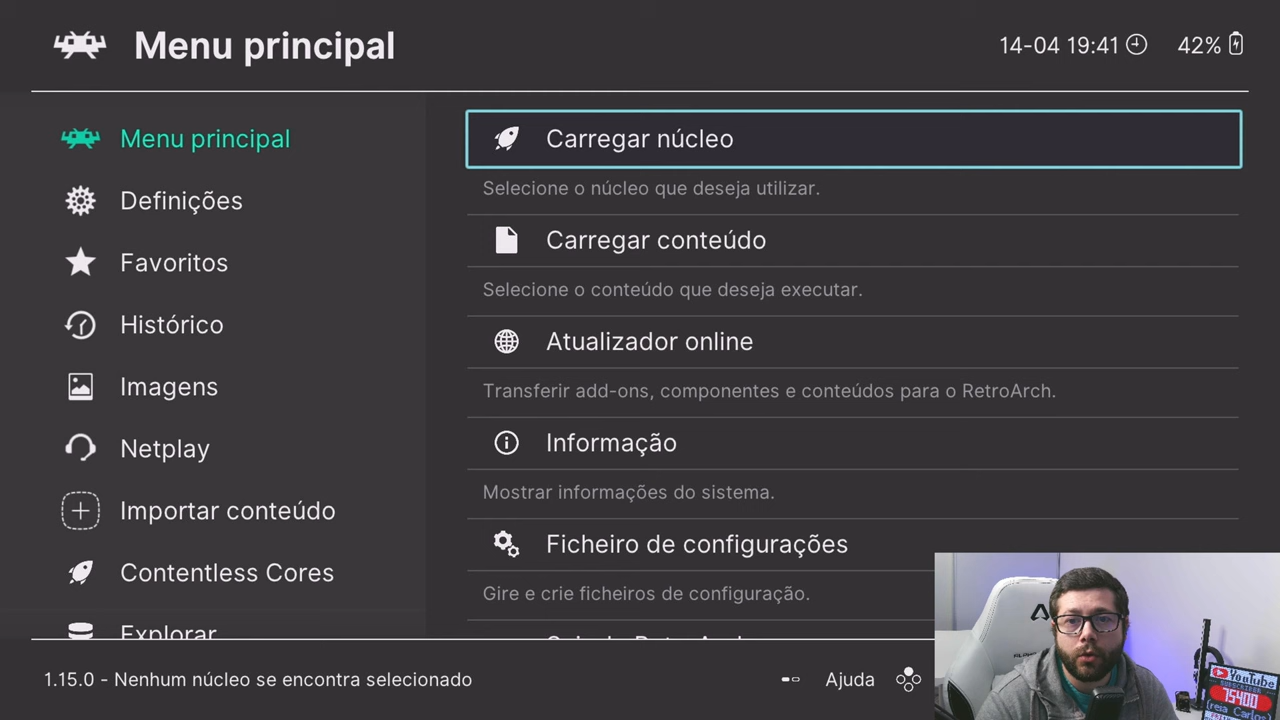 Menu principal
14-04 19:41
42%
Menu principal
Definições
Favoritos
Histórico
Imagens
Netplay
Importar conteúdo
Contentless Cores
Explorar
Carregar núcleo
Selecione o núcleo que deseja utilizar.
Carregar conteúdo
Selecione o conteúdo que deseja executar.
Atualizador online
Transferir add-ons, componentes e conteúdos para o RetroArch.
Informação
Mostrar informações do sistema.
Ficheiro de configurações
Gire e crie ficheiros de configuração.
1.15.0 - Nenhum núcleo se encontra selecionado
Ajuda
YouTube
SUBSCRIBER
75400